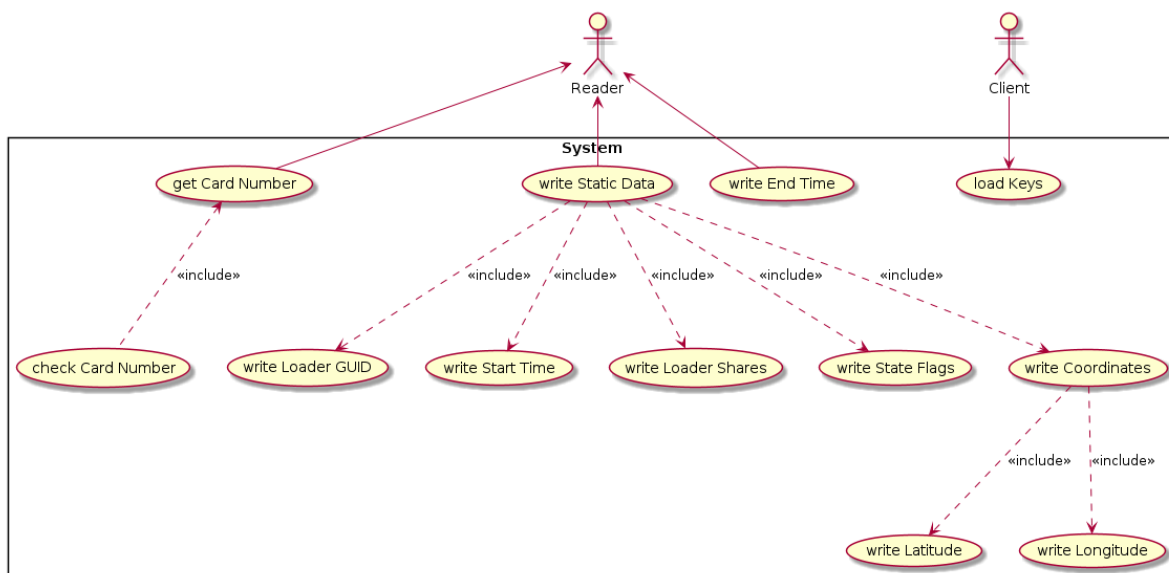 Reader
Client
System
get Card Number
write Static Data
write End Time
load Keys
«include»
«include»
«include»
«include»
«include»
«include»
check Card Number
write Loader GUID
write Start Time
write Loader Shares
write State Flags
write Coordinates
«include»
«include»
write Latitude
write Longitude